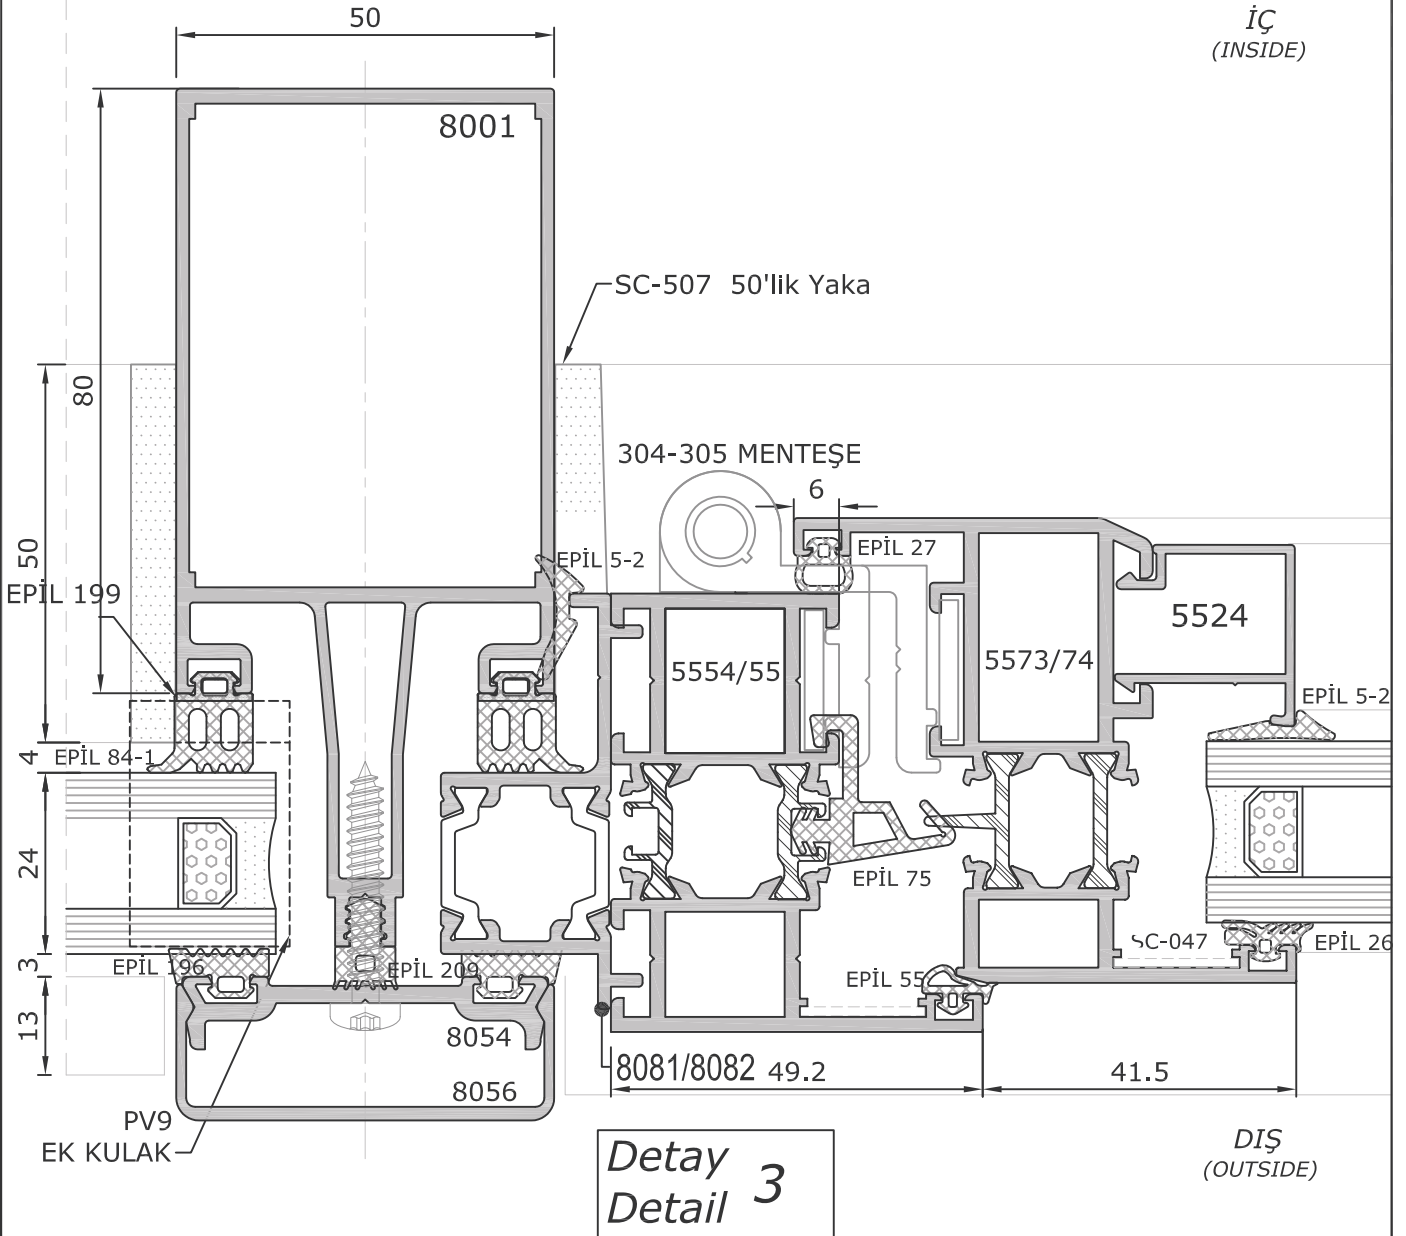 50
İÇ
(INSIDE)
8001
SC-507 50'lik Yaka
80
304-305 MENTEŞE
6
50
EPİL 5-2
EPİL 27
EPİL 199
5524
5554/55
5573/74
EPİL 5-2
4
EPİL 84-1
24
EPİL 75
SC-047
EPİL 26
3
EPİL 196
EPİL 209
EPİL 55
13
8054
8081/8082
49.2
41.5
8056
PV9
EK KULAK
DIŞ
(OUTSIDE)
Detay
Detail
3